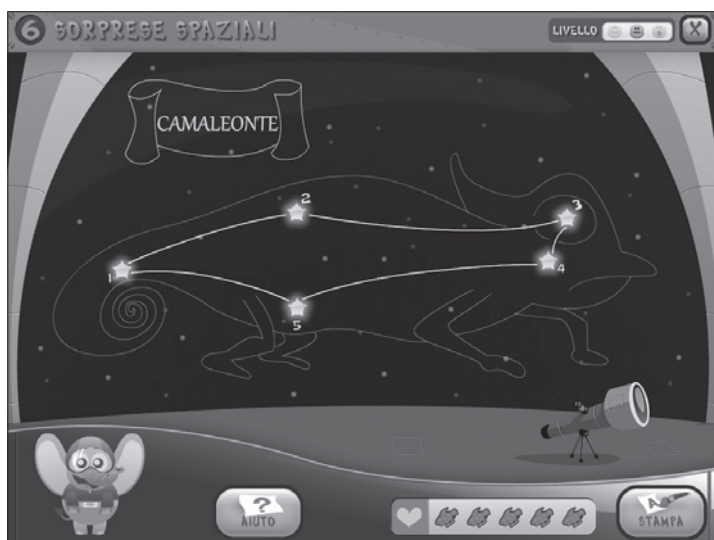 6 SORPRESE SPAZIALI
LIVELLO
X
CAMALEONTE
2
3
1
4
5
?
AIUTO
A
STAMPA